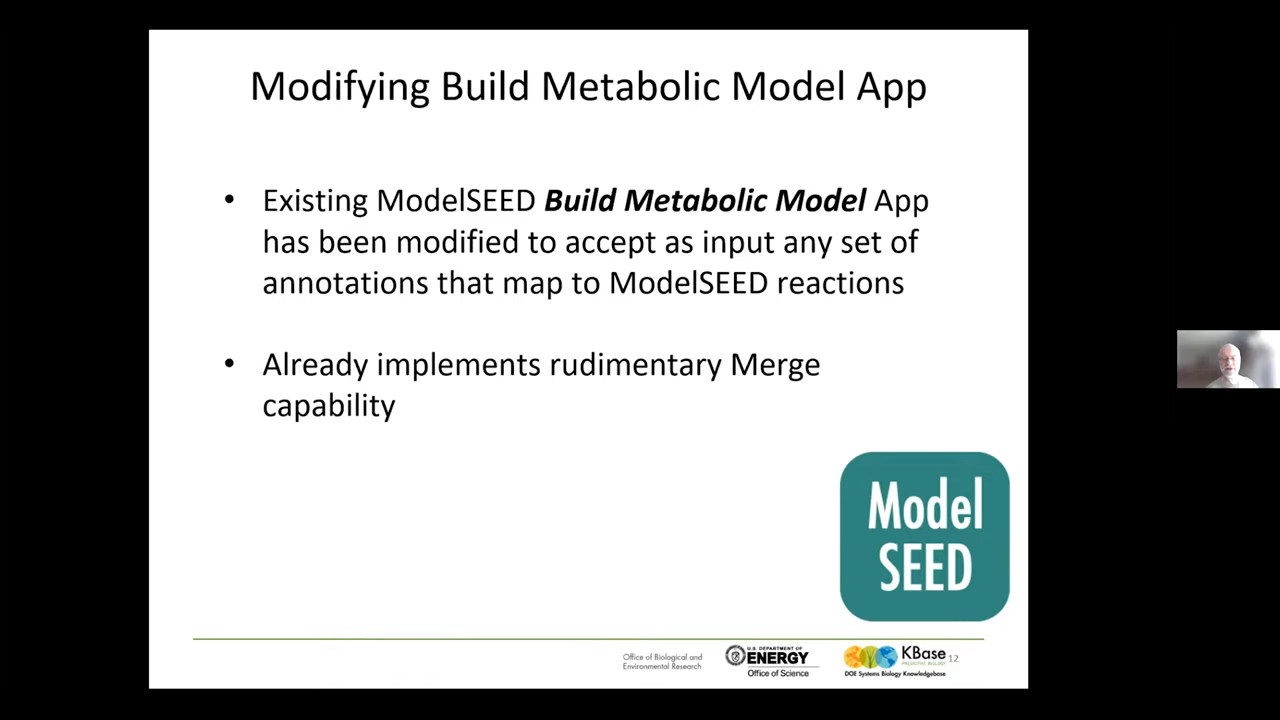 Modifying Build Metabolic Model App
• Existing ModelSEED Build Metabolic Model App
has been modified to accept as input any set of
annotations that map to ModelSEED reactions
• Already implements rudimentary Merge
capability
Model
SEED
Office of Biological and
Environmental Research
U.S. DEPARTMENT OF
ENERGY
Office of Science
KBase
PREDICTIVE BIOLOGY
DOE Systems Biology Knowledgebase
12